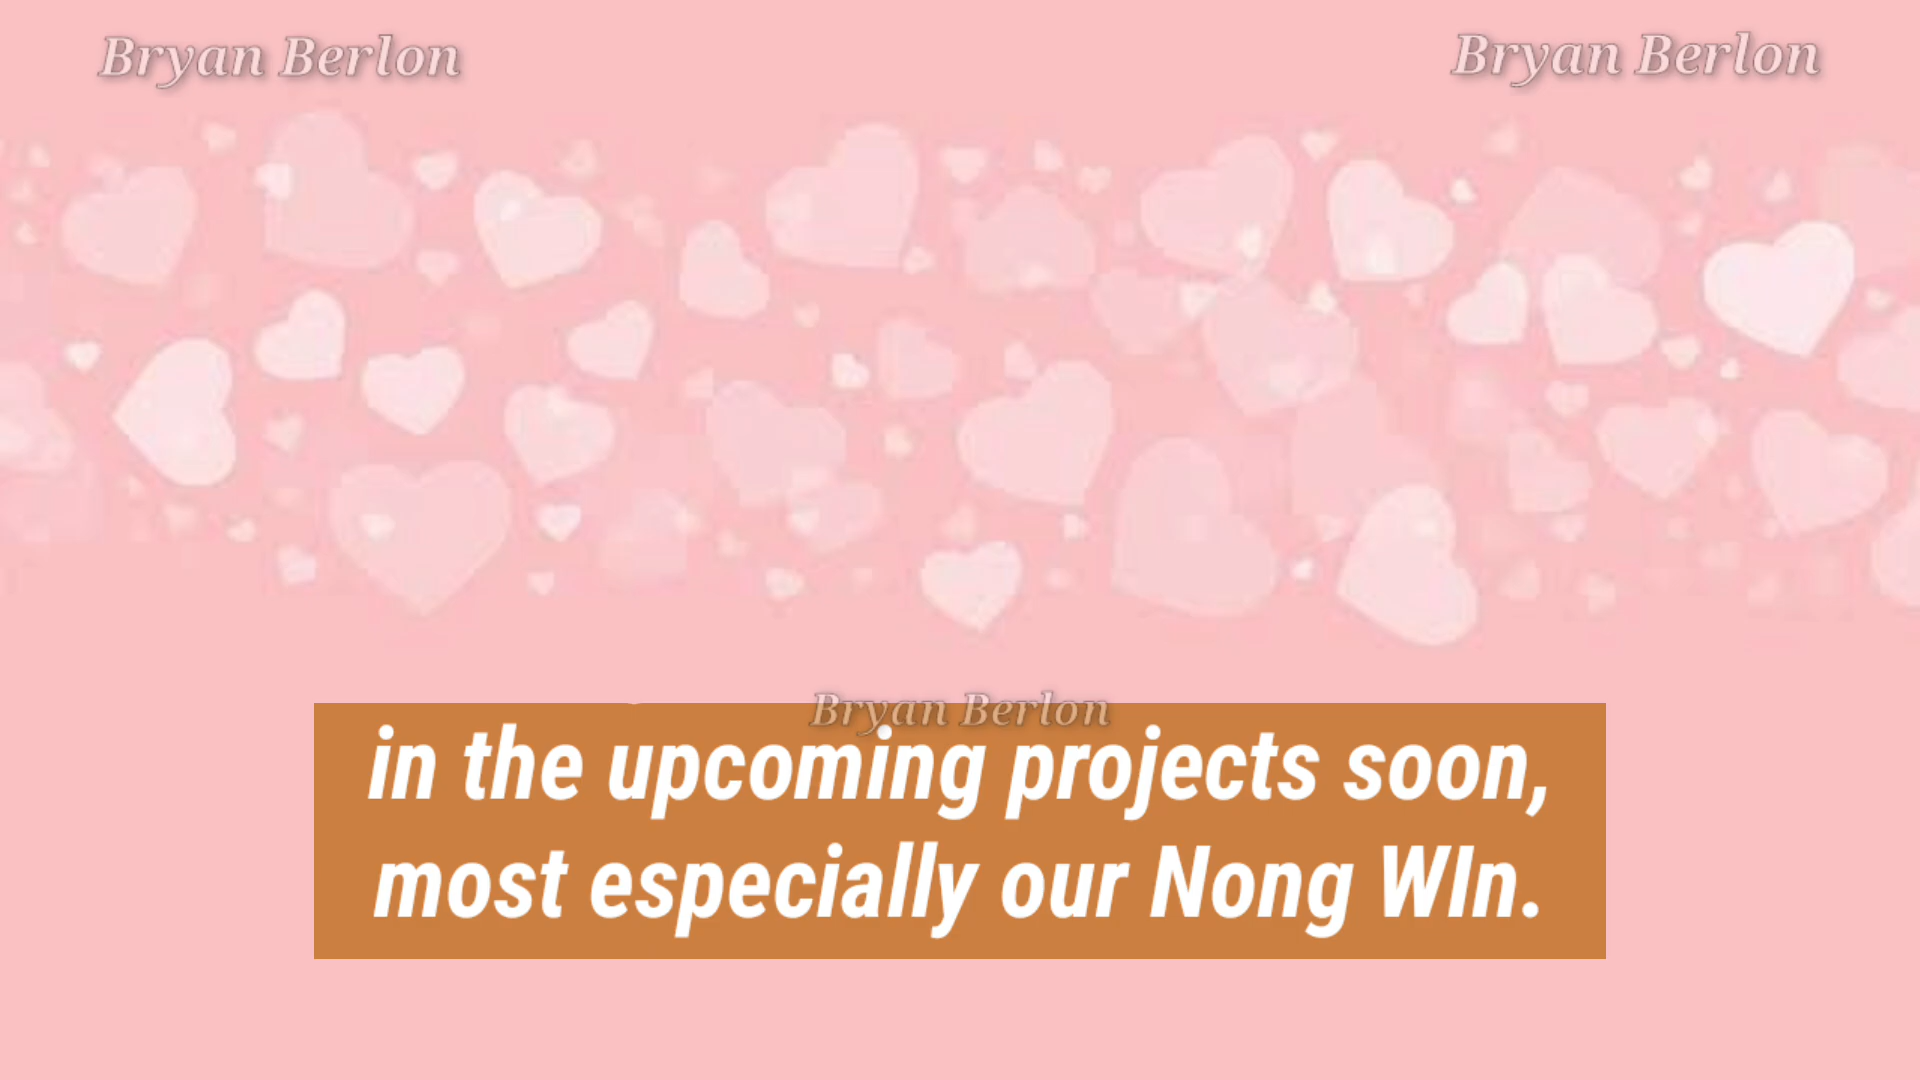 Bryan Berlon
Bryan Berlon
Bryan Berlon
in the upcoming projects soon,
most especially our Nong WIn.